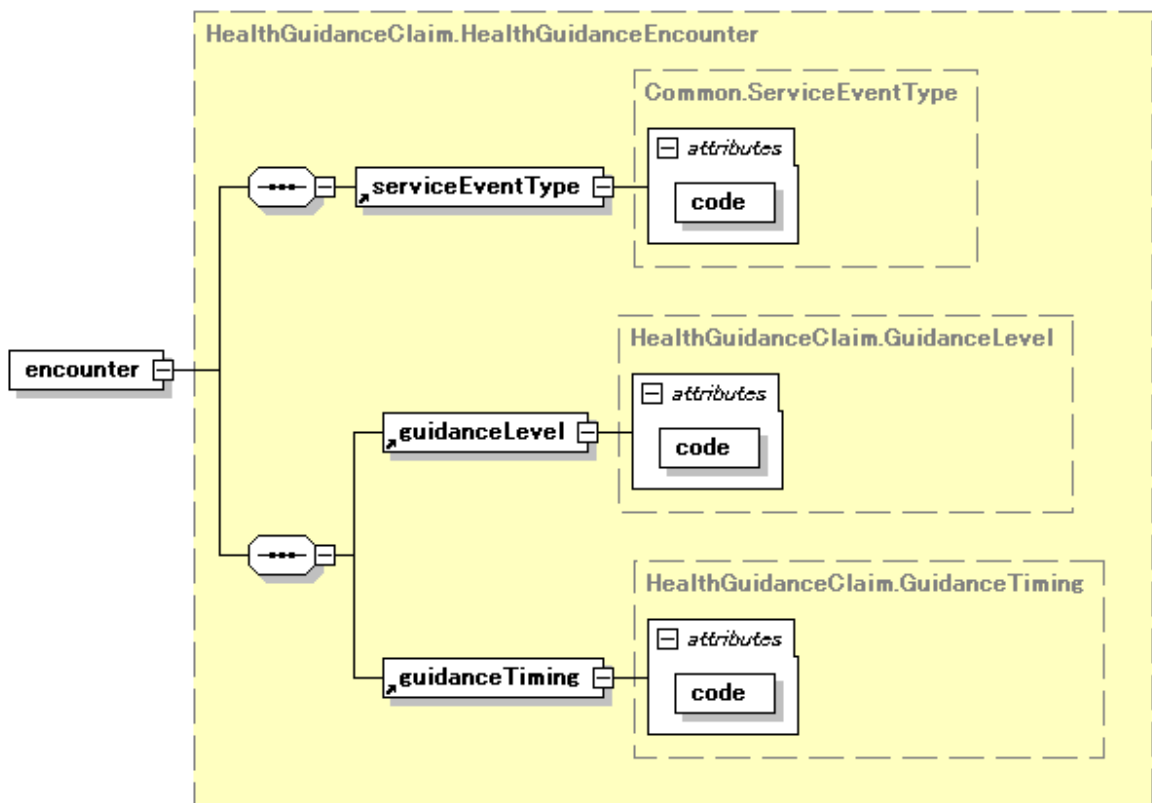 HealthGuidanceClaim.HealthGuidanceEncounter
Common.ServiceEventType
attributes
serviceEventType
code
encounter
HealthGuidanceClaim.GuidanceLevel
attributes
guidanceLevel
code
HealthGuidanceClaim.GuidanceTiming
attributes
guidanceTiming
code